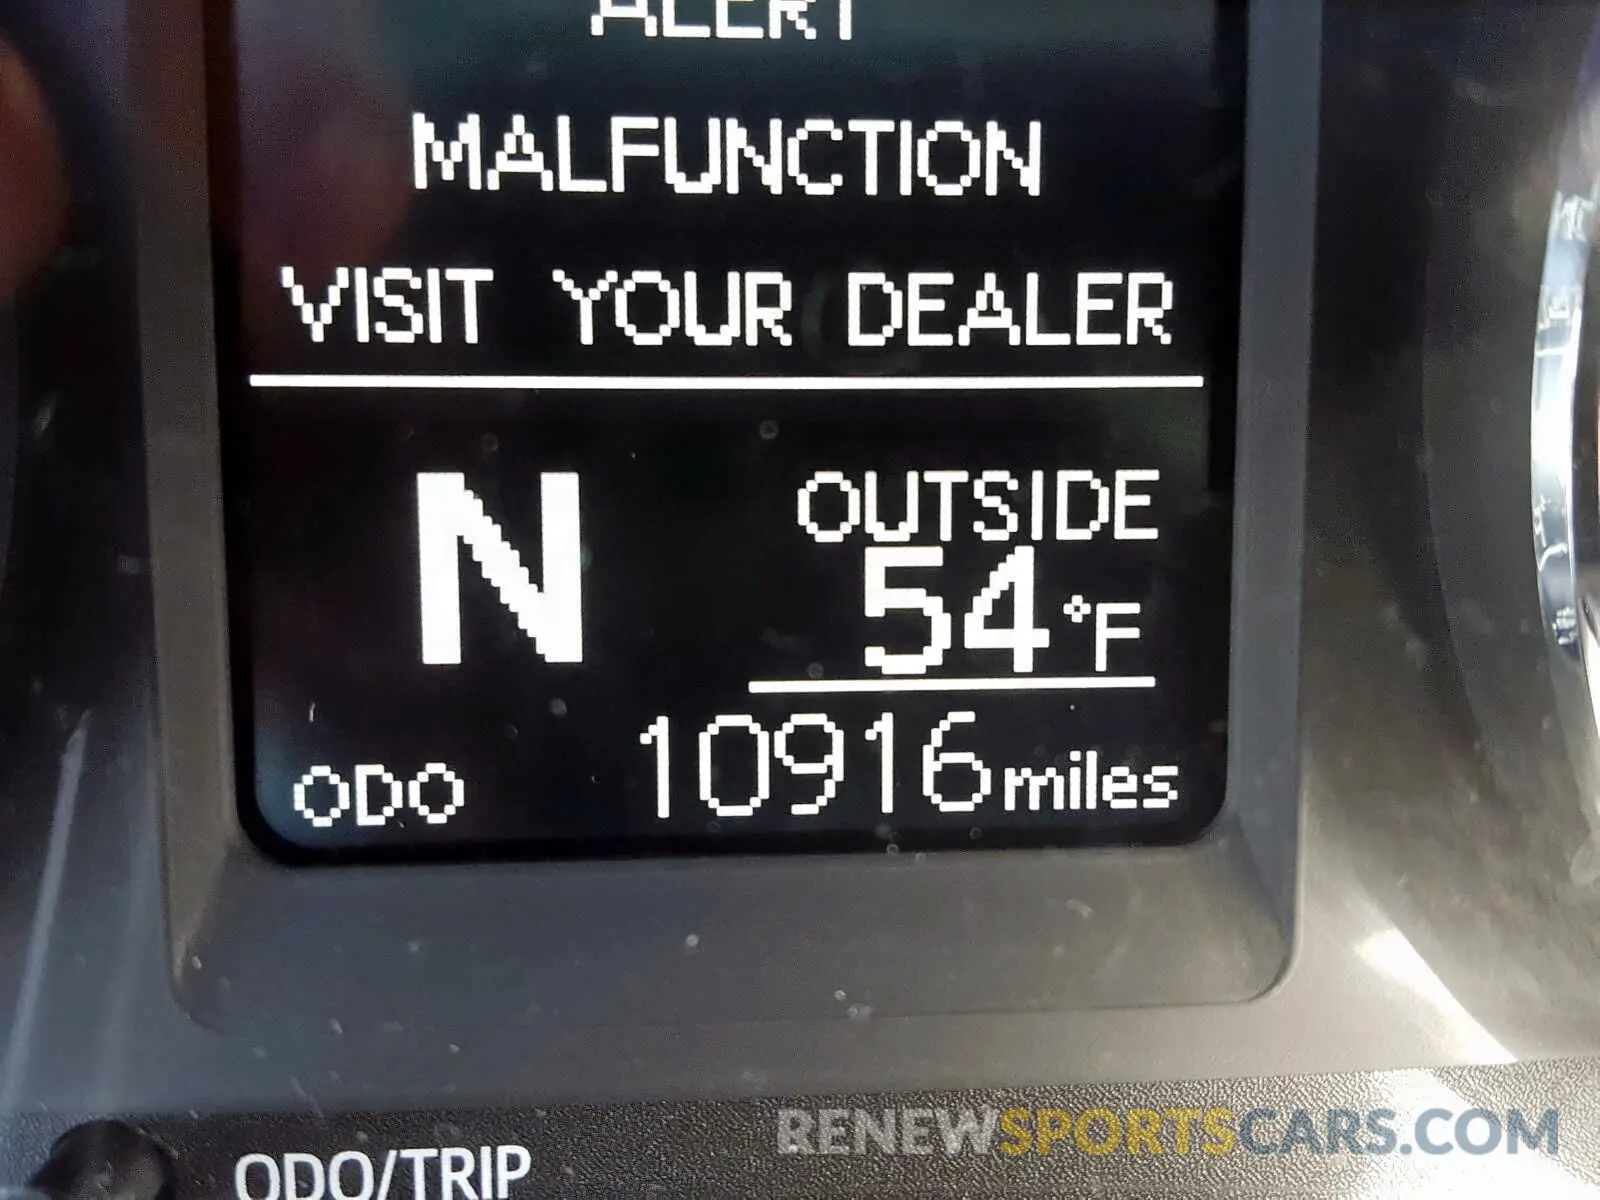 ALERT
MALFUNCTION
VISIT YOUR DEALER
N
OUTSIDE
54°F
ODO 10916 miles
RENEWSPORTSCARS.COM
ODO/TRIP